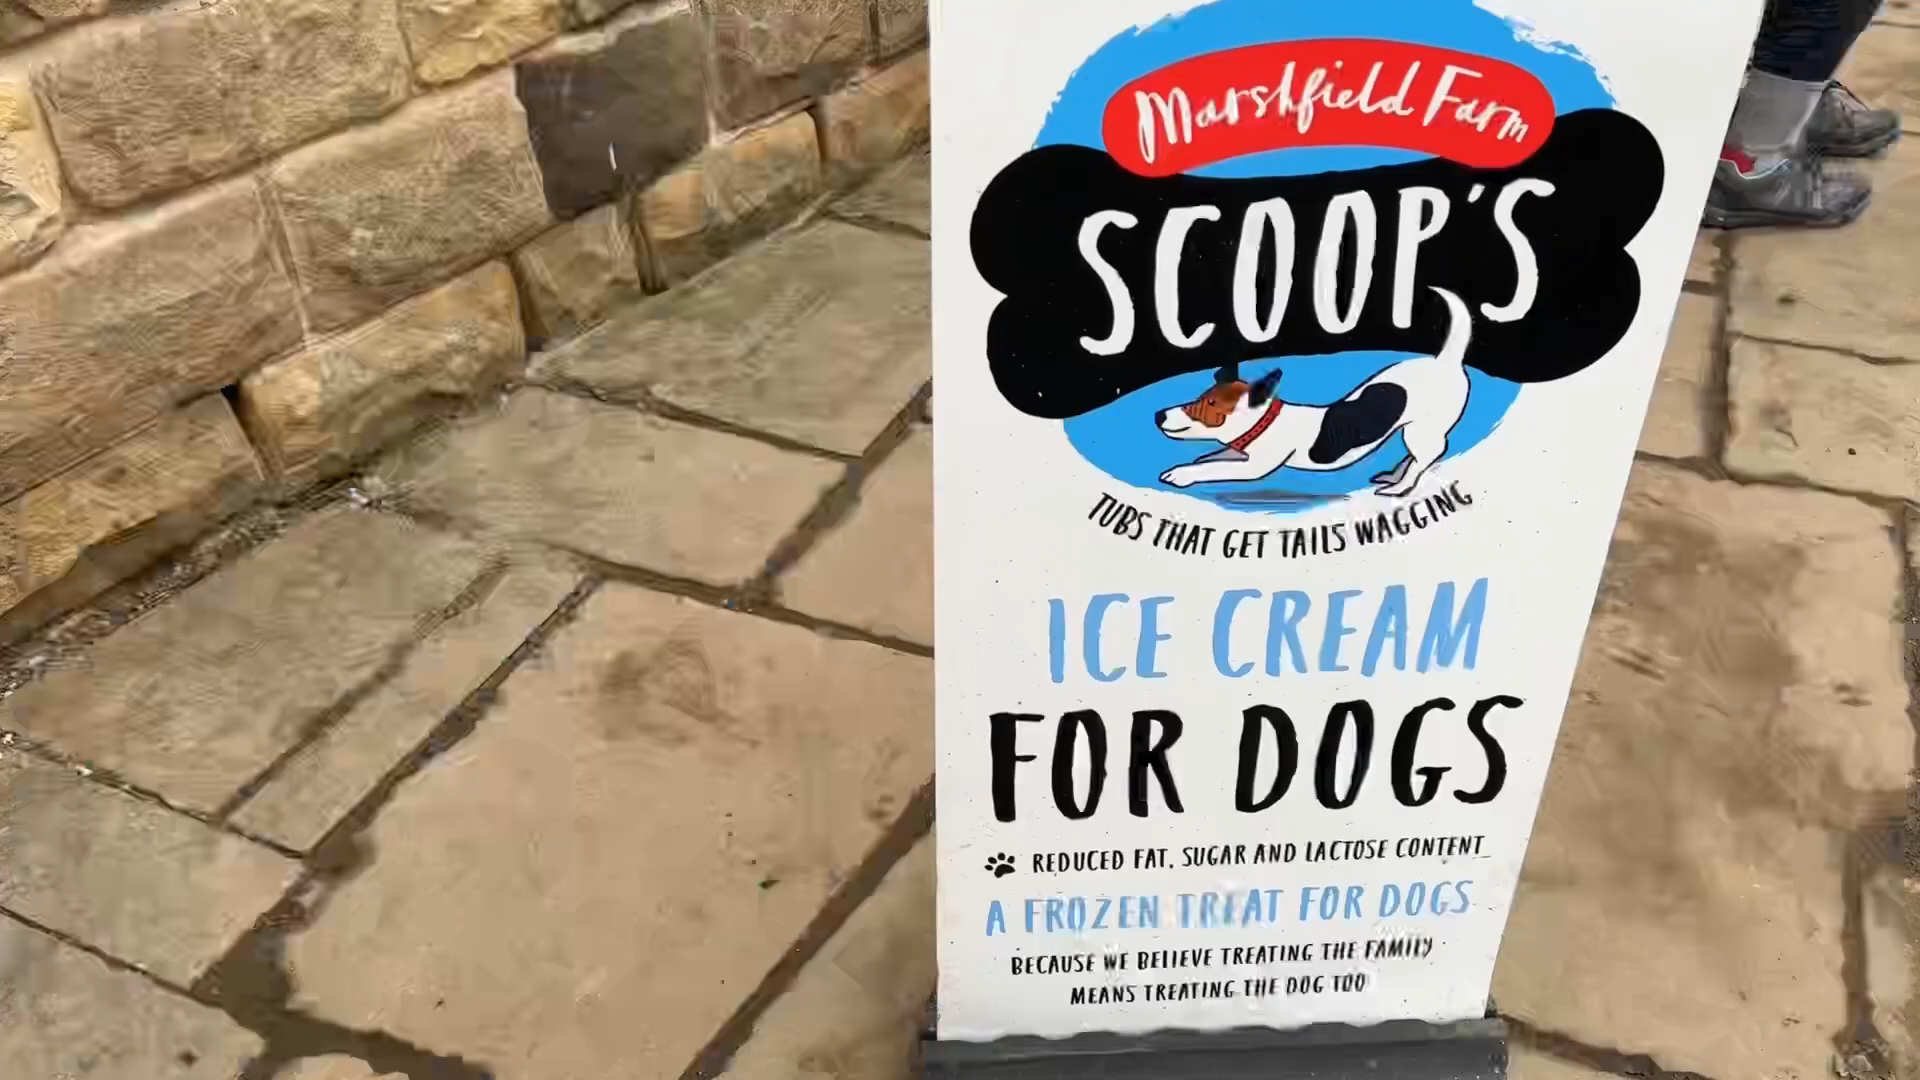 Marshfield Farm
SCOOP'S
TUBS THAT GET TAILS WAGGING
ICE CREAM
FOR DOGS
REDUCED FAT, SUGAR AND LACTOSE CONTENT
A FROZEN TREAT FOR DOGS
BECAUSE WE BELIEVE TREATING THE FAMILY
MEANS TREATING THE DOG TOO